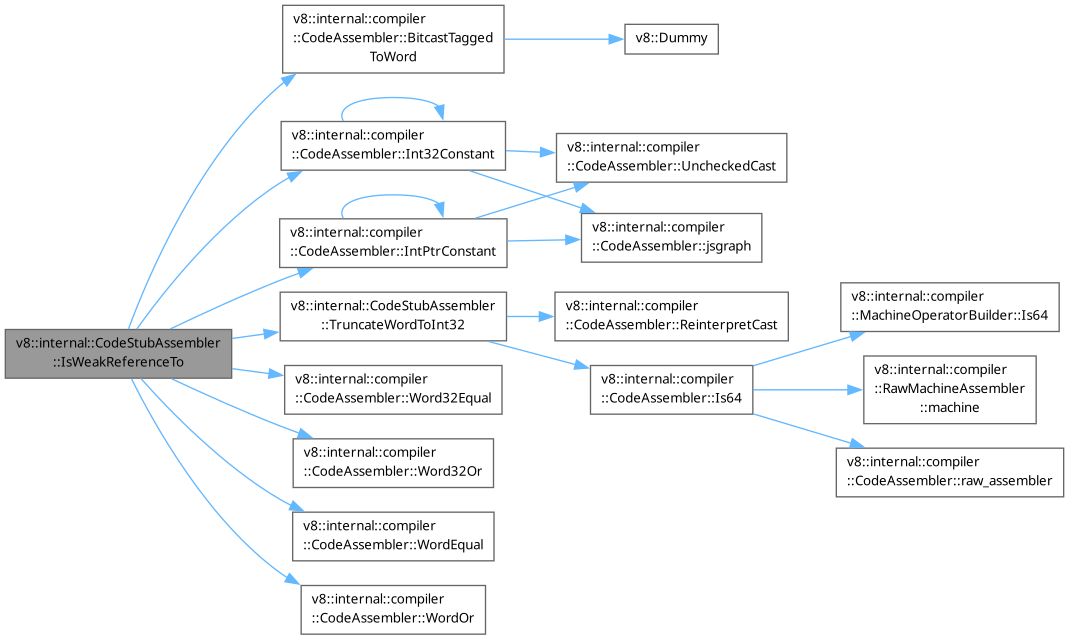 v8::internal::compiler
::CodeAssembler::BitcastTagged
ToWord
v8::Dummy
v8::internal::compiler
::CodeAssembler::Int32Constant
v8::internal::compiler
::CodeAssembler::UncheckedCast
v8::internal::compiler
::CodeAssembler::IntPtrConstant
v8::internal::compiler
::CodeAssembler::jsgraph
v8::internal::CodeStubAssembler
::TruncateWordToInt32
v8::internal::compiler
::CodeAssembler::ReinterpretCast
v8::internal::compiler
::MachineOperatorBuilder::Is64
v8::internal::CodeStubAssembler
::IsWeakReferenceTo
v8::internal::compiler
::CodeAssembler::Word32Equal
v8::internal::compiler
::CodeAssembler::Is64
v8::internal::compiler
::RawMachineAssembler
::machine
v8::internal::compiler
::CodeAssembler::Word32Or
v8::internal::compiler
::CodeAssembler::raw_assembler
v8::internal::compiler
::CodeAssembler::WordEqual
v8::internal::compiler
::CodeAssembler::WordOr